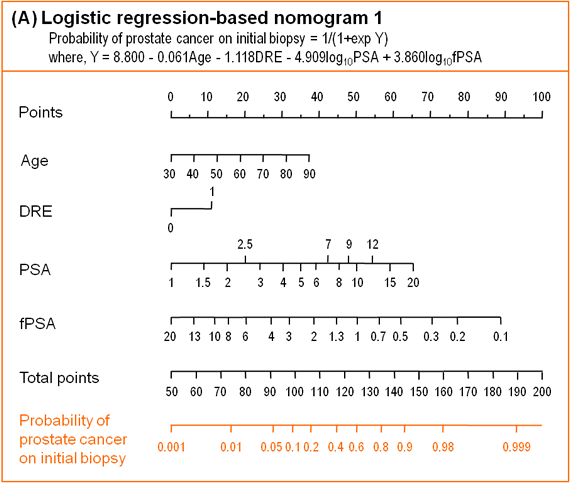 (A) Logistic regression-based nomogram 1
Probability of prostate cancer on initial biopsy = 1/(1+exp Y)
where, Y = 8.800 - 0.061Age - 1.118DRE - 4.909log10PSA + 3.860log10fPSA
0 10 20 30 40 50 60 70 80 90 100
Points
Age
30 40 50 60 70 80 90
1
DRE
0
2.5 7 9 12
PSA
1 1.5 2 3 4 5 6 8 10 15 20
fPSA
20 13 10 8 6 4 3 2 1.3 1 0.7 0.5 0.3 0.2 0.1
Total points
50 60 70 80 90 100 110 120 130 140 150 160 170 180 190 200
Probability of
prostate cancer
on initial biopsy
0.001 0.01 0.05 0.1 0.2 0.4 0.6 0.8 0.9 0.98 0.999